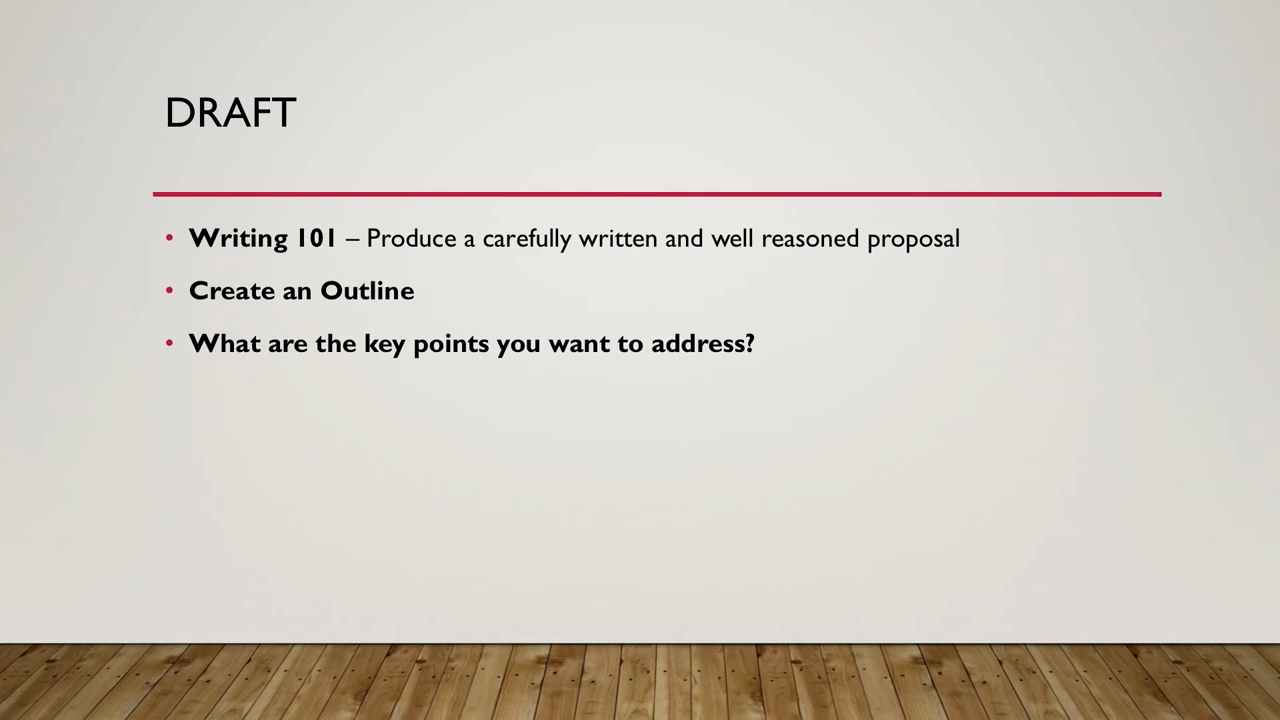 DRAFT
• Writing 101 – Produce a carefully written and well reasoned proposal
• Create an Outline
• What are the key points you want to address?